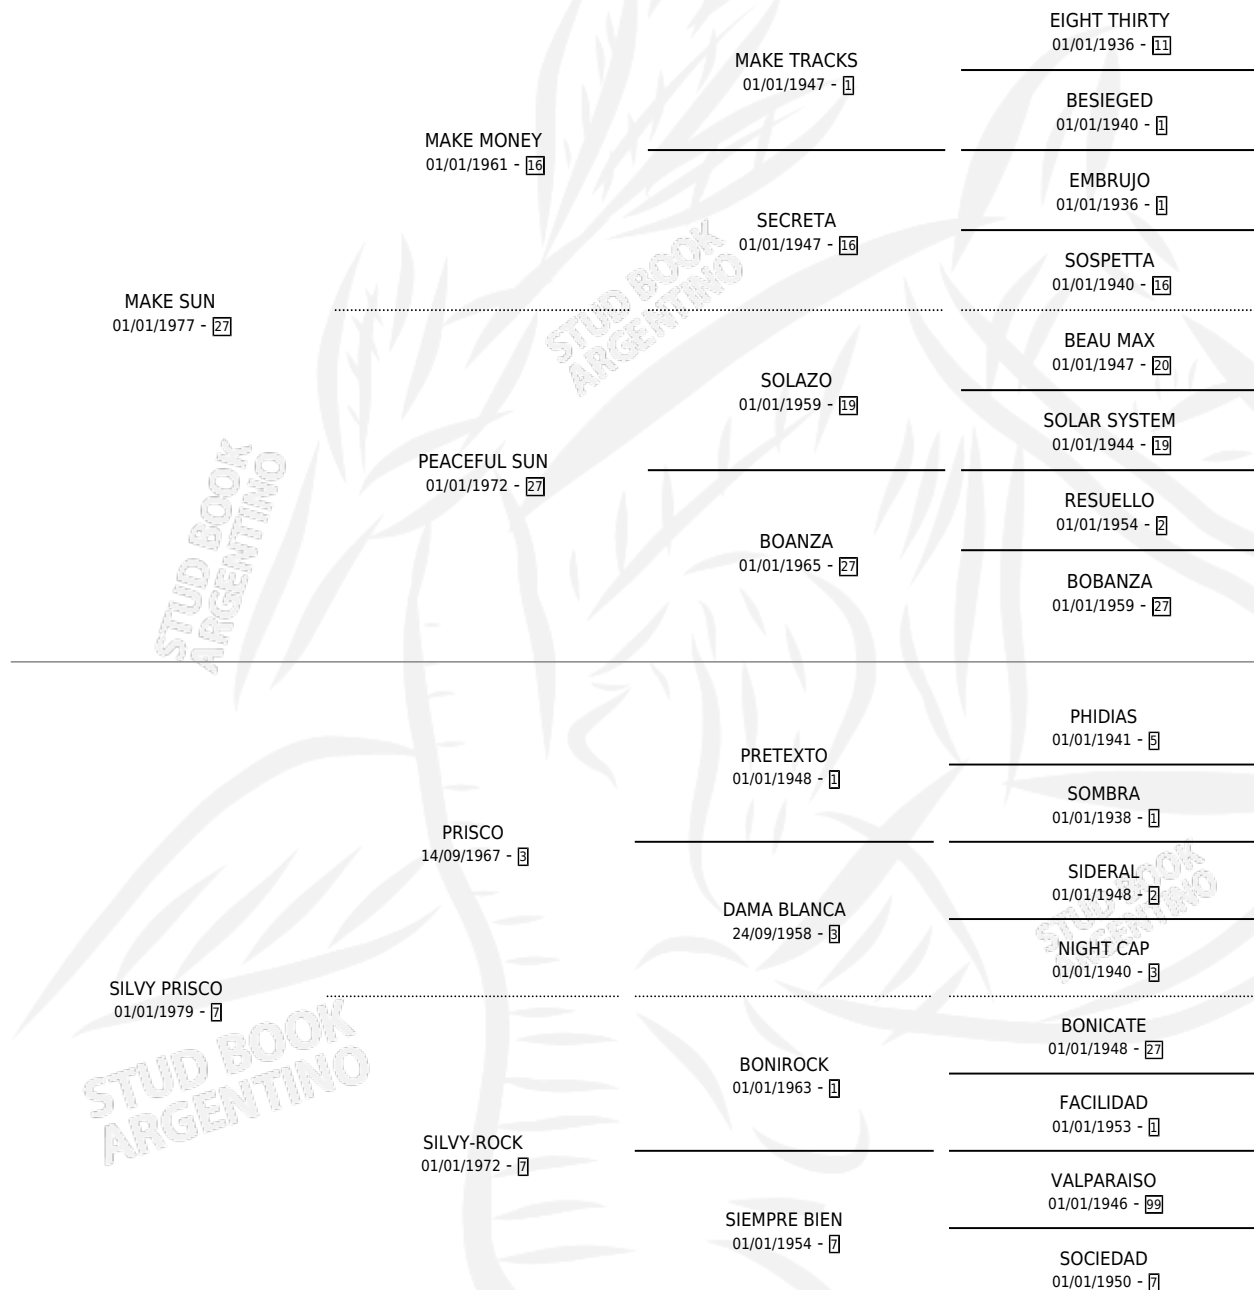 EIGHT THIRTY
01/01/1936 - 11
MAKE TRACKS
01/01/1947 - 1
BESIEGED
01/01/1940 - 1
MAKE MONEY
01/01/1961 - 16
EMBRUJO
01/01/1936 - 1
SECRETA
01/01/1947 - 16
SOSPETTA
01/01/1940 - 16
MAKE SUN
01/01/1977 - 27
STUD BOOK
ARGENTINO
BEAU MAX
01/01/1947 - 20
SOLAZO
01/01/1959 - 19
SOLAR SYSTEM
01/01/1944 - 19
PEACEFUL SUN
01/01/1972 - 27
RESUELLO
01/01/1954 - 2
BOANZA
01/01/1965 - 27
BOBANZA
01/01/1959 - 27
STUD BOOK
ARGENTINO
PHIDIAS
01/01/1941 - 5
PRETEXTO
01/01/1948 - 1
SOMBRA
01/01/1938 - 1
PRISCO
14/09/1967 - 3
SIDERAL
01/01/1948 - 2
DAMA BLANCA
24/09/1958 - 3
NIGHT CAP
01/01/1940 - 3
STUD BOOK
ARGENTINO
SILVY PRISCO
01/01/1979 - 7
STUD BOOK
ARGENTINO
BONICATE
01/01/1948 - 27
BONIROCK
01/01/1963 - 1
FACILIDAD
01/01/1953 - 1
SILVY-ROCK
01/01/1972 - 7
VALPARAISO
01/01/1946 - 99
SIEMPRE BIEN
01/01/1954 - 7
SOCIEDAD
01/01/1950 - 7